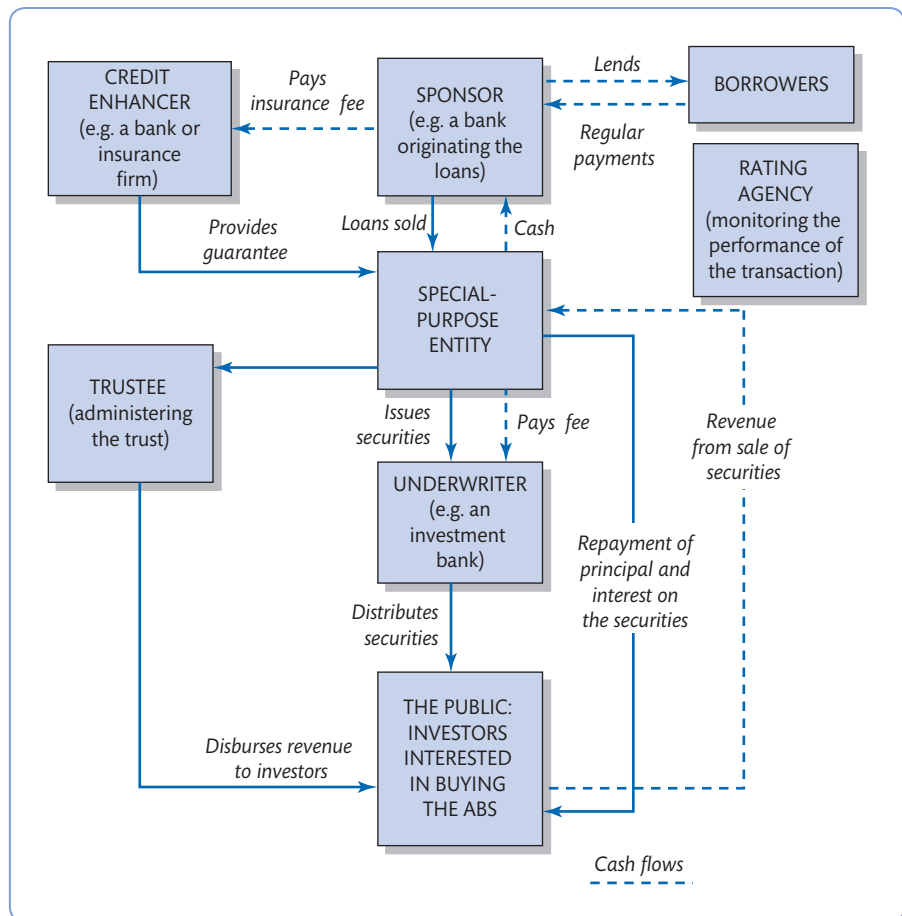 CREDIT
ENHANCER
(e.g. a bank or
insurance
firm)
Pays
insurance fee
SPONSOR
(e.g. a bank
originating the
loans)
Lends
BORROWERS
Regular
payments
RATING
AGENCY
(monitoring the
performance of
the transaction)
Provides
guarantee
Loans sold
Cash
SPECIAL-
PURPOSE
ENTITY
TRUSTEE
(administering
the trust)
Issues
securities
Pays fee
Revenue
from sale of
securities
UNDERWRITER
(e.g. an
investment
bank)
Repayment of
principal and
interest on
the securities
Distributes
securities
THE PUBLIC:
INVESTORS
INTERESTED
IN BUYING
THE ABS
Disburses revenue
to investors
Cash flows